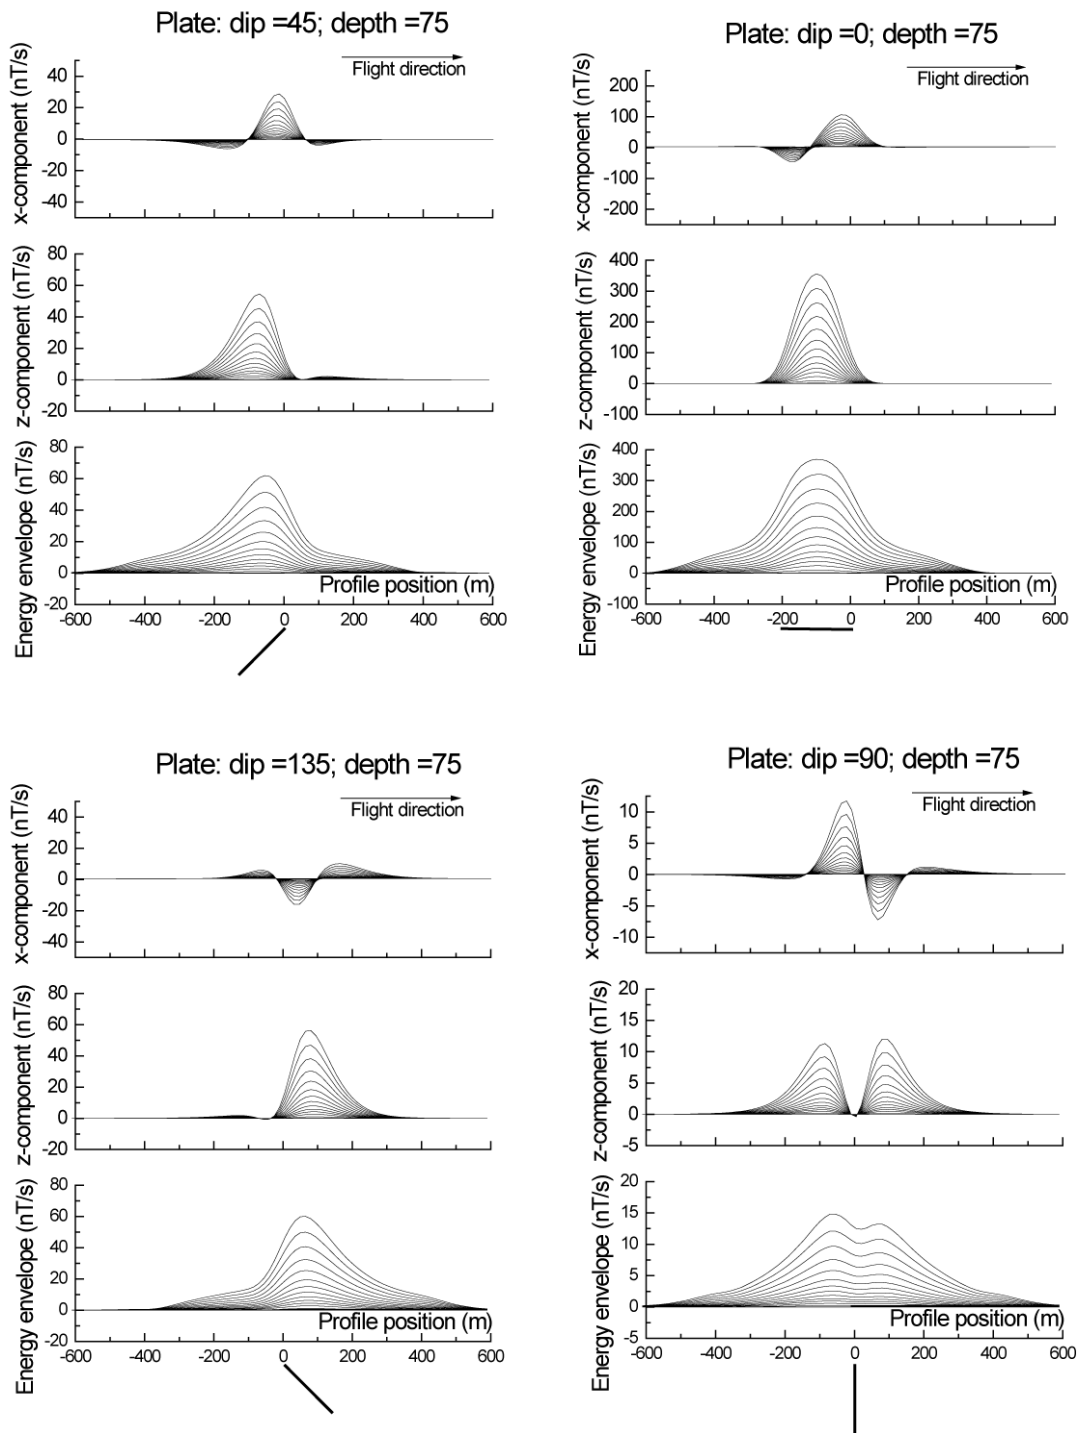 Plate: dip =45; depth =75
Flight direction
x-component (nT/s)
40
20
0
-20
-40
z-component (nT/s)
80
60
40
20
0
-20
Energy envelope (nT/s)
80
60
40
20
0
-20
Profile position (m)
-600 -400 -200 0 200 400 600
Plate: dip =0; depth =75
Flight direction
x-component (nT/s)
200
100
0
-100
-200
z-component (nT/s)
400
300
200
100
0
-100
Energy envelope (nT/s)
400
300
200
100
0
-100
Profile position (m)
-600 -400 -200 0 200 400 600
Plate: dip =135; depth =75
Flight direction
x-component (nT/s)
40
20
0
-20
-40
z-component (nT/s)
80
60
40
20
0
-20
Energy envelope (nT/s)
80
60
40
20
0
-20
Profile position (m)
-600 -400 -200 0 200 400 600
Plate: dip =90; depth =75
Flight direction
x-component (nT/s)
10
5
0
-5
-10
z-component (nT/s)
20
15
10
5
0
-5
Energy envelope (nT/s)
20
15
10
5
0
-5
Profile position (m)
-600 -400 -200 0 200 400 600